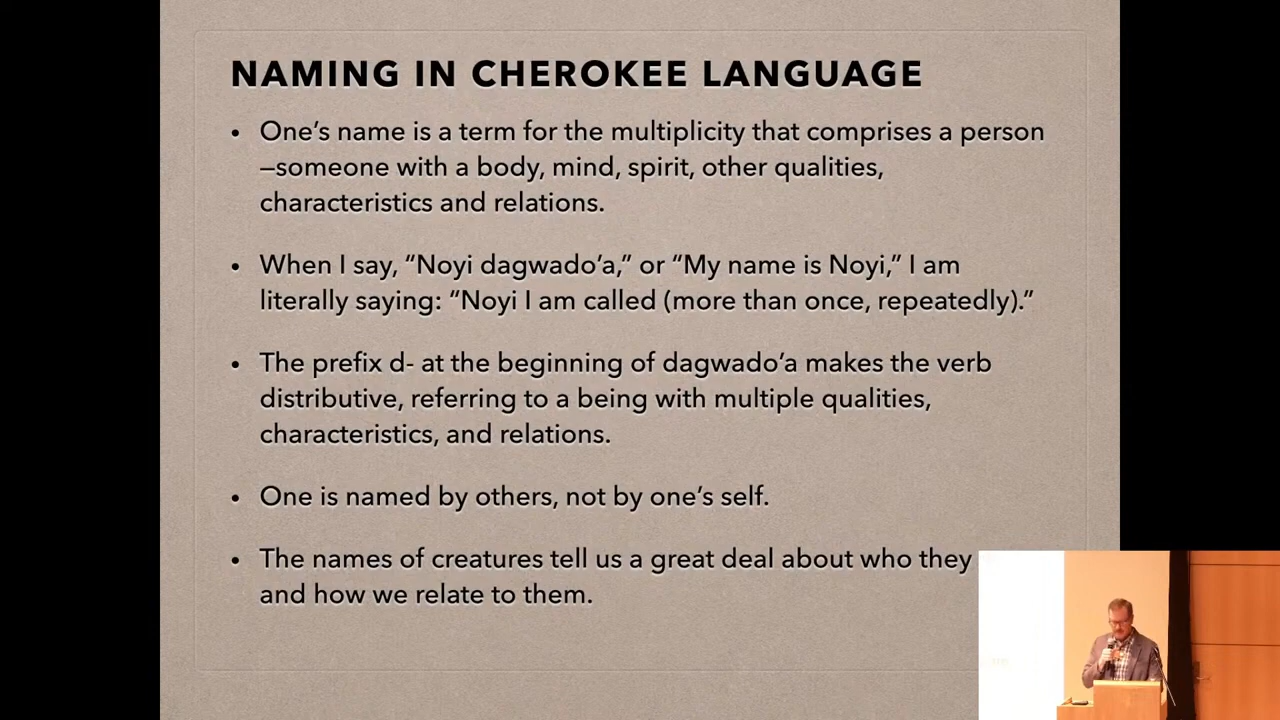 NAMING IN CHEROKEE LANGUAGE
• One’s name is a term for the multiplicity that comprises a person
—someone with a body, mind, spirit, other qualities,
characteristics and relations.
• When I say, “Noyi dagwado’a,” or “My name is Noyi,” I am
literally saying: “Noyi I am called (more than once, repeatedly).”
• The prefix d- at the beginning of dagwado’a makes the verb
distributive, referring to a being with multiple qualities,
characteristics, and relations.
• One is named by others, not by one’s self.
• The names of creatures tell us a great deal about who they
and how we relate to them.